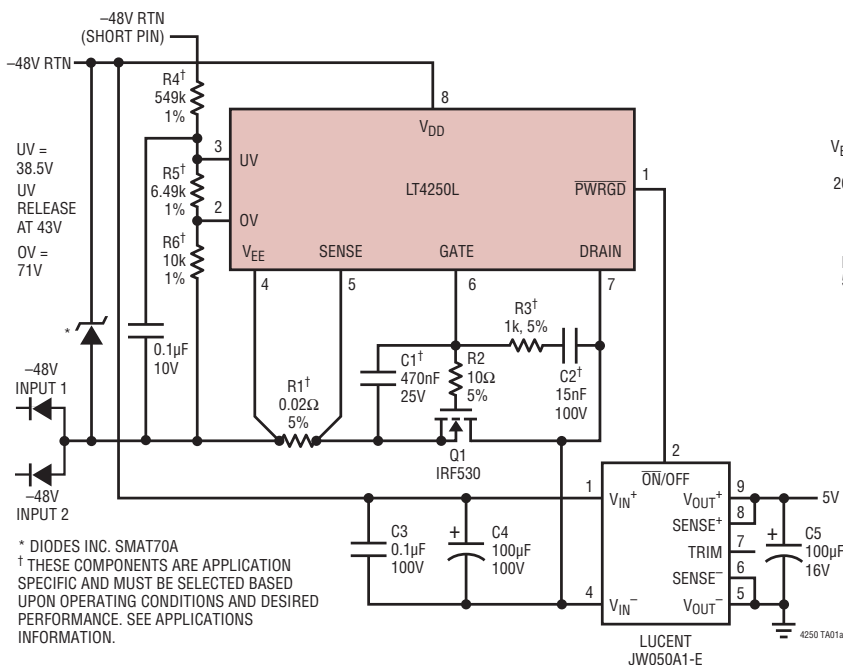 –48V RTN
(SHORT PIN)
–48V RTN
R4†
549k
1%
8
VDD
UV =
38.5V
UV
RELEASE
AT 43V
OV =
71V
3
UV
R5†
6.49k
1%
LT4250L
PWRGD
1
2
OV
R6†
10k
1%
VEE
SENSE
GATE
DRAIN
4
5
6
7
*
0.1µF
10V
R3†
1k, 5%
C1†
470nF
25V
R2
10Ω
5%
C2†
15nF
100V
R1†
0.02Ω
5%
Q1
IRF530
–48V
INPUT 1
–48V
INPUT 2
2
ON/OFF
1
VIN+
VOUT+
9
5V
SENSE+
8
TRIM
7
SENSE–
6
4
VIN–
VOUT–
5
C3
0.1µF
100V
+
C4
100µF
100V
+
C5
100µF
16V
LUCENT
JW050A1-E
* DIODES INC. SMAT70A
† THESE COMPONENTS ARE APPLICATION
SPECIFIC AND MUST BE SELECTED BASED
UPON OPERATING CONDITIONS AND DESIRED
PERFORMANCE. SEE APPLICATIONS
INFORMATION.
4250 TA01a